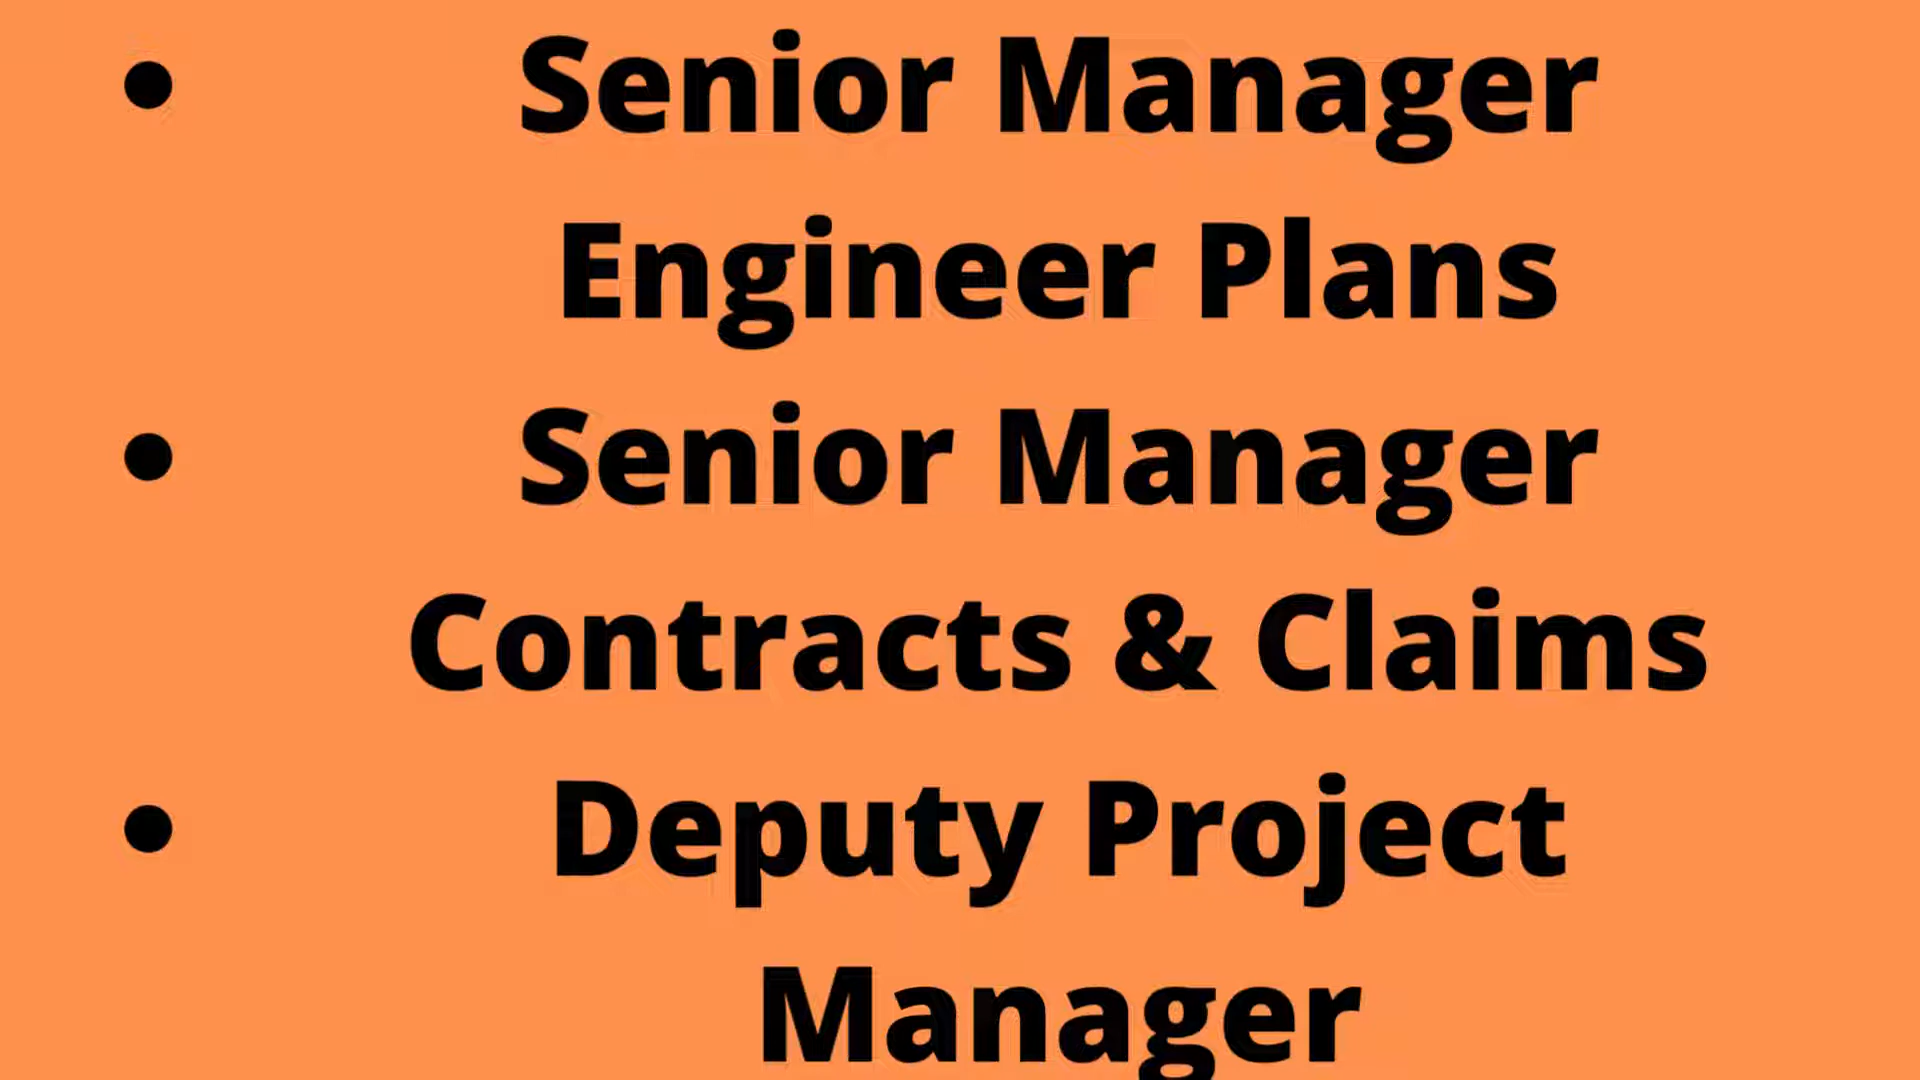 • Senior Manager
Engineer Plans
• Senior Manager
Contracts & Claims
• Deputy Project
Manager